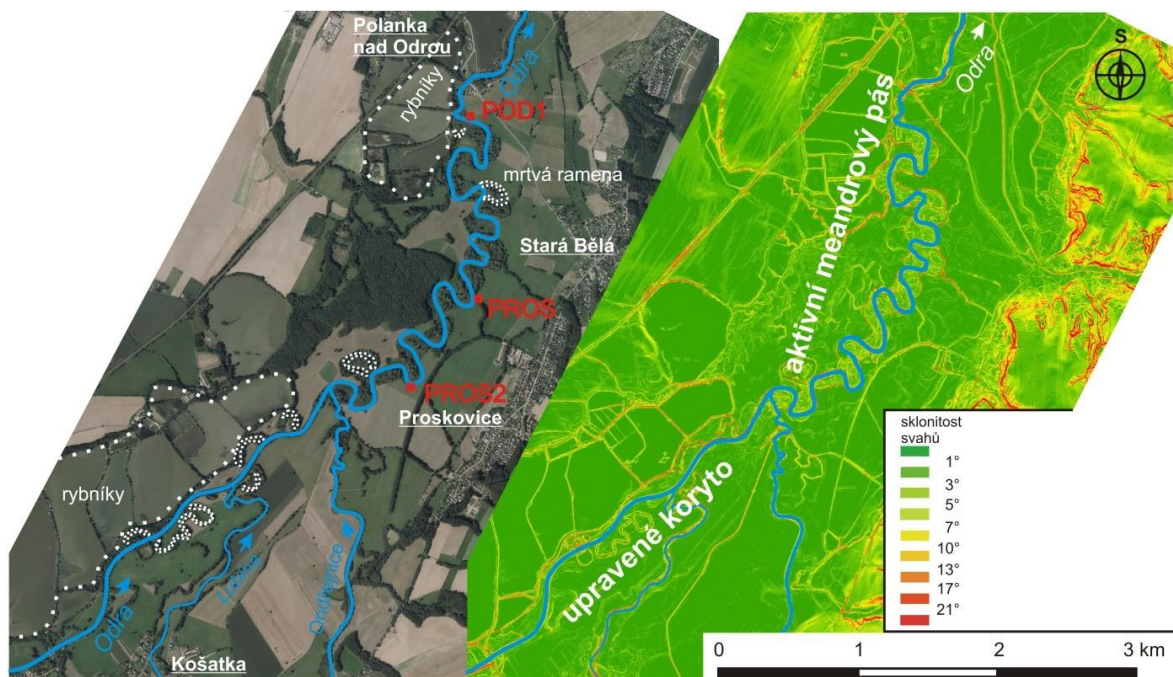 Polanka
nad Odrou
Odra
rybníky
POD1
mrtvá ramena
Stará Bělá
PROS
PROS2
Proskovice
rybníky
Odra
Ondřejnice
Košatka
S
Odra
aktivní meandrový pás
upravené koryto
sklonitost
svahů
1°
3°
5°
7°
10°
13°
17°
21°
0 1 2 3 km